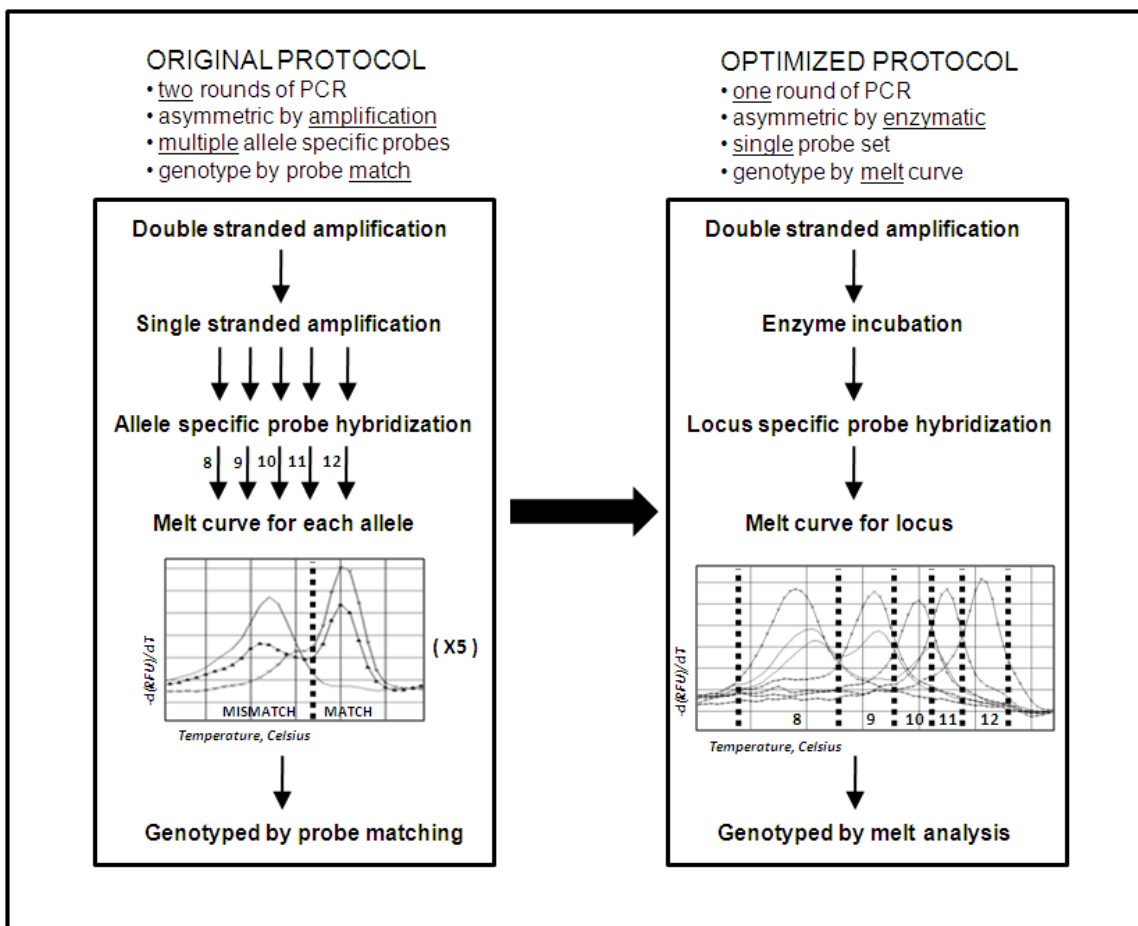 ORIGINAL PROTOCOL
• two rounds of PCR
• asymmetric by amplification
• multiple allele specific probes
• genotype by probe match
Double stranded amplification
Single stranded amplification
Allele specific probe hybridization
8 9 10 11 12
Melt curve for each allele
-d(RFU)/dT
( X5 )
MISMATCH MATCH
Temperature, Celsius
Genotyped by probe matching
OPTIMIZED PROTOCOL
• one round of PCR
• asymmetric by enzymatic
• single probe set
• genotype by melt curve
Double stranded amplification
Enzyme incubation
Locus specific probe hybridization
Melt curve for locus
-d(RFU)/dT
8 9 10 11 12
Temperature, Celsius
Genotyped by melt analysis